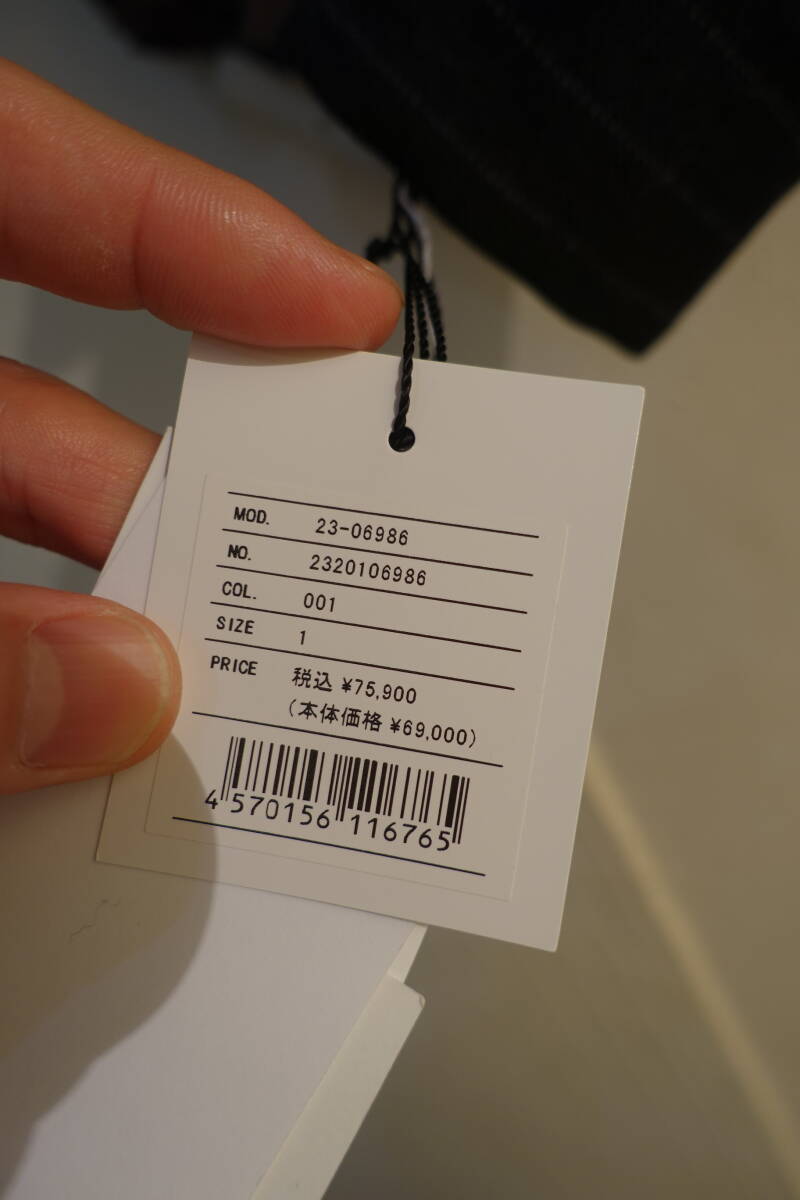 MOD. 23-06986
NO. 2320106986
COL. 001
SIZE 1
PRICE 税込 ¥75,900
(本体価格 ¥69,000)
4 570156 116765